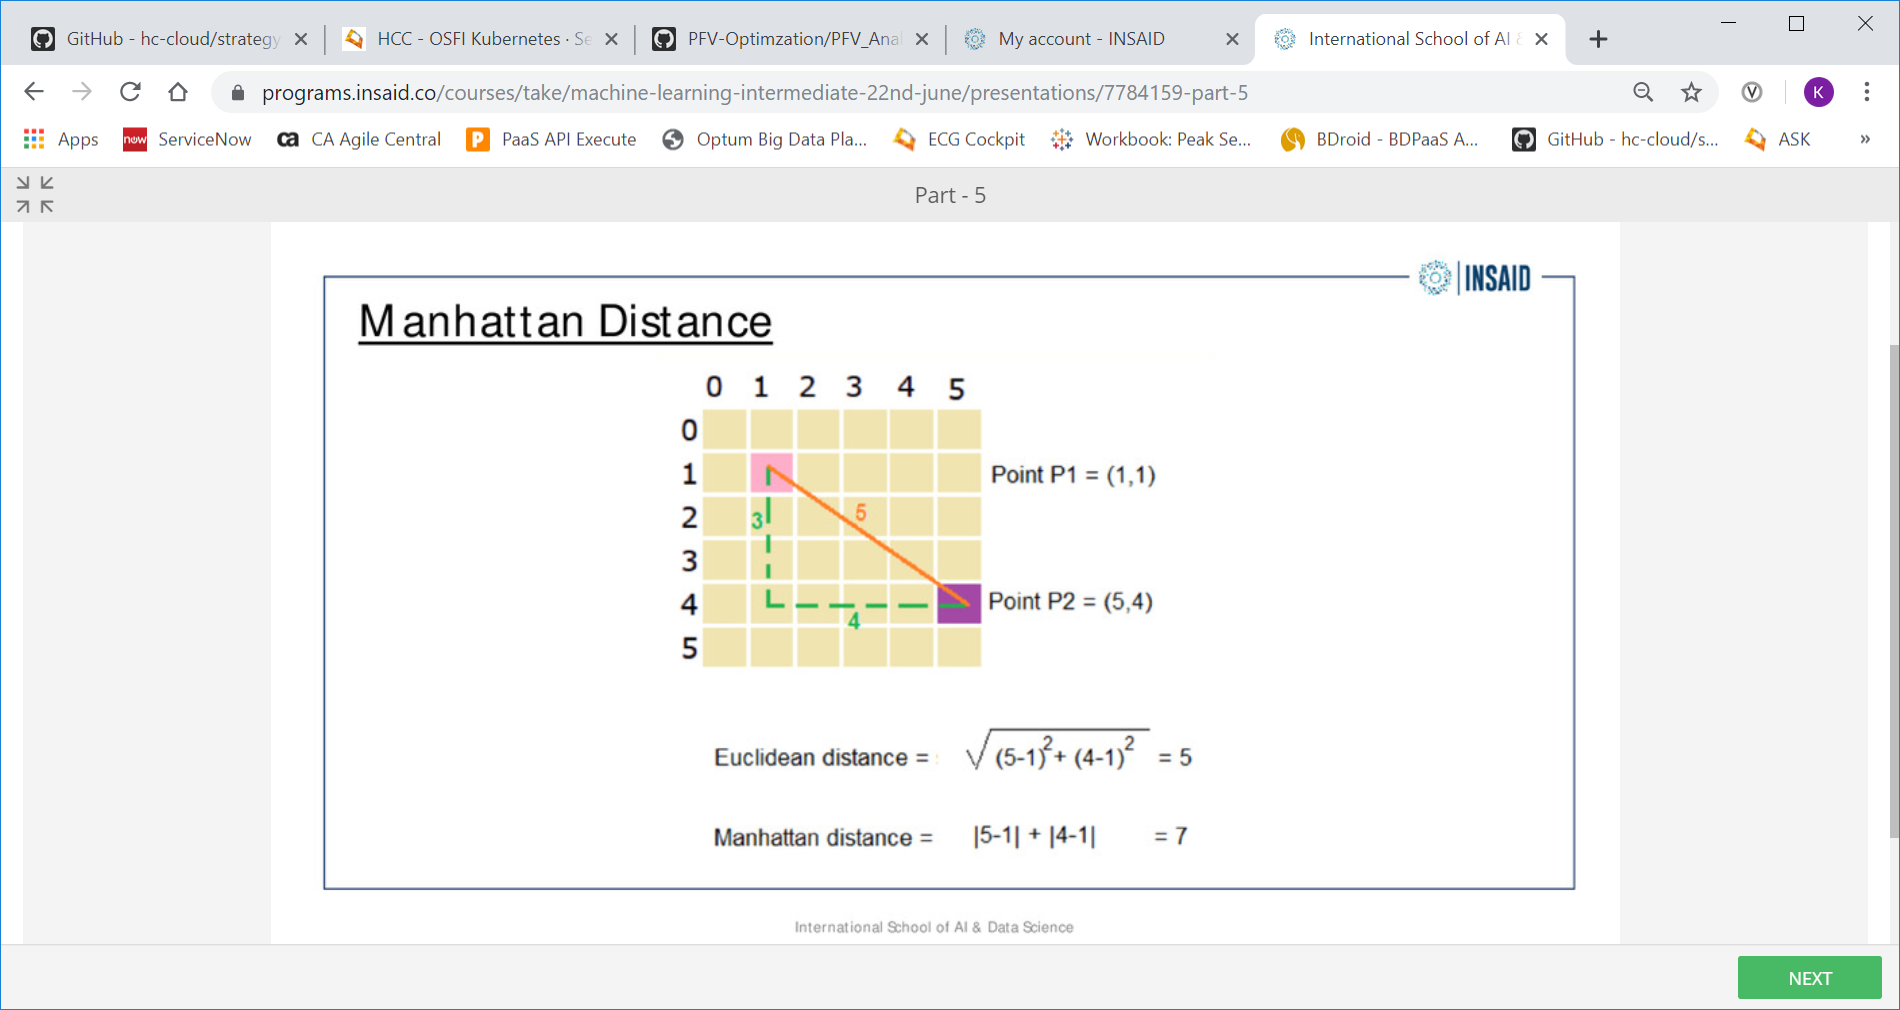 GitHub - hc-cloud/strategy
HCC - OSFI Kubernetes · Se
PFV-Optimzation/PFV_Anal
My account - INSAID
International School of AI &
programs.insaid.co/courses/take/machine-learning-intermediate-22nd-june/presentations/7784159-part-5
K
Apps
now ServiceNow
ca CA Agile Central
P PaaS API Execute
Optum Big Data Pla...
ECG Cockpit
Workbook: Peak Se...
BDroid - BDPaaS A...
GitHub - hc-cloud/s...
ASK
»
Part - 5
INSAID
Manhattan Distance
0 1 2 3 4 5
0
1 Point P1 = (1,1)
2 3 5
3
4 Point P2 = (5,4)
4
5
Euclidean distance = √(5-1)²+ (4-1)² = 5
Manhattan distance = |5-1| + |4-1| = 7
International School of AI & Data Science
NEXT